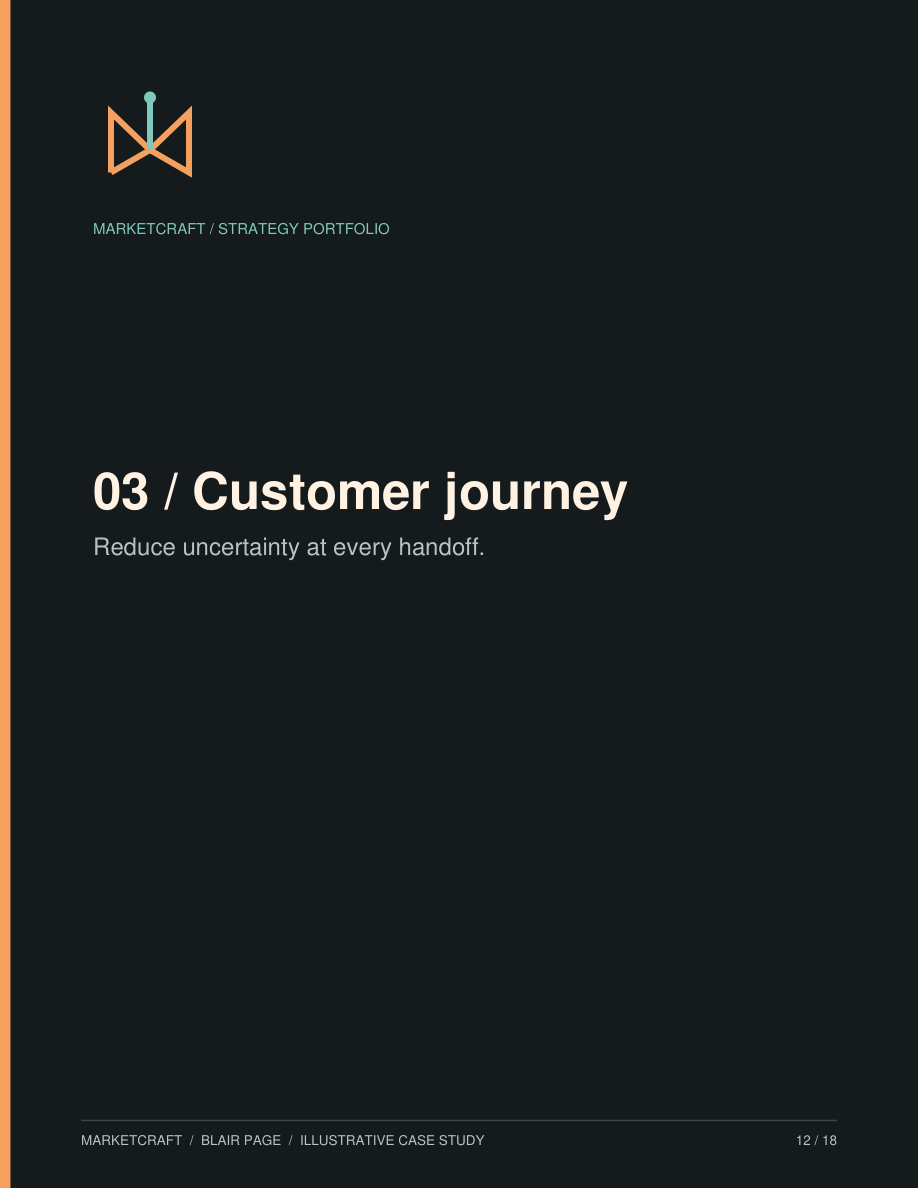 MARKETCRAFT / STRATEGY PORTFOLIO
03 / Customer journey
Reduce uncertainty at every handoff.
MARKETCRAFT / BLAIR PAGE / ILLUSTRATIVE CASE STUDY
12 / 18